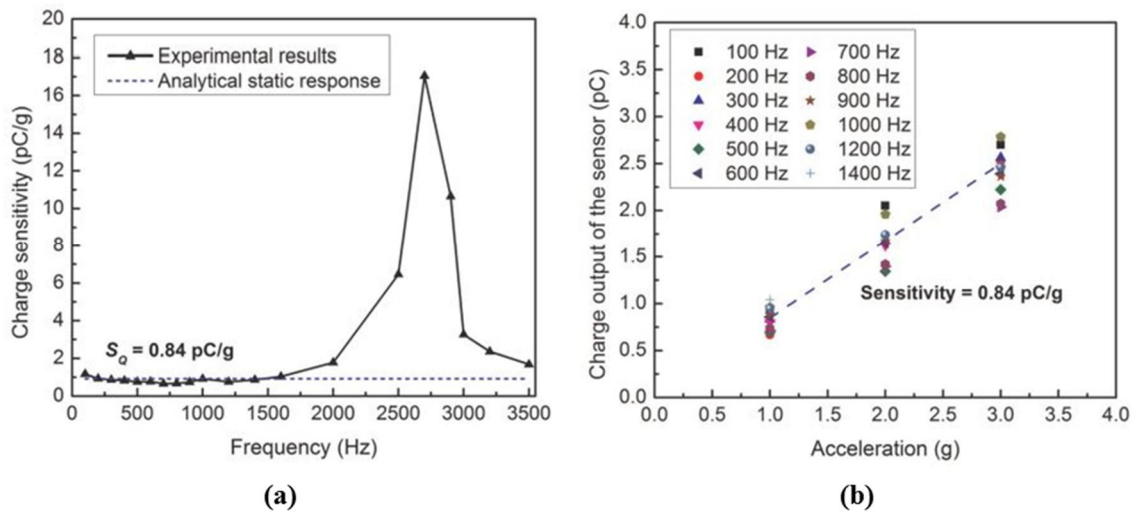 20
18
16
14
12
10
8
6
4
2
0
Charge sensitivity (pC/g)
Experimental results
Analytical static response
S_Q = 0.84 pC/g
0 500 1000 1500 2000 2500 3000 3500
Frequency (Hz)
(a)
4.0
3.5
3.0
2.5
2.0
1.5
1.0
0.5
0.0
Charge output of the sensor (pC)
100 Hz 700 Hz
200 Hz 800 Hz
300 Hz 900 Hz
400 Hz 1000 Hz
500 Hz 1200 Hz
600 Hz 1400 Hz
Sensitivity = 0.84 pC/g
0.0 0.5 1.0 1.5 2.0 2.5 3.0 3.5 4.0
Acceleration (g)
(b)